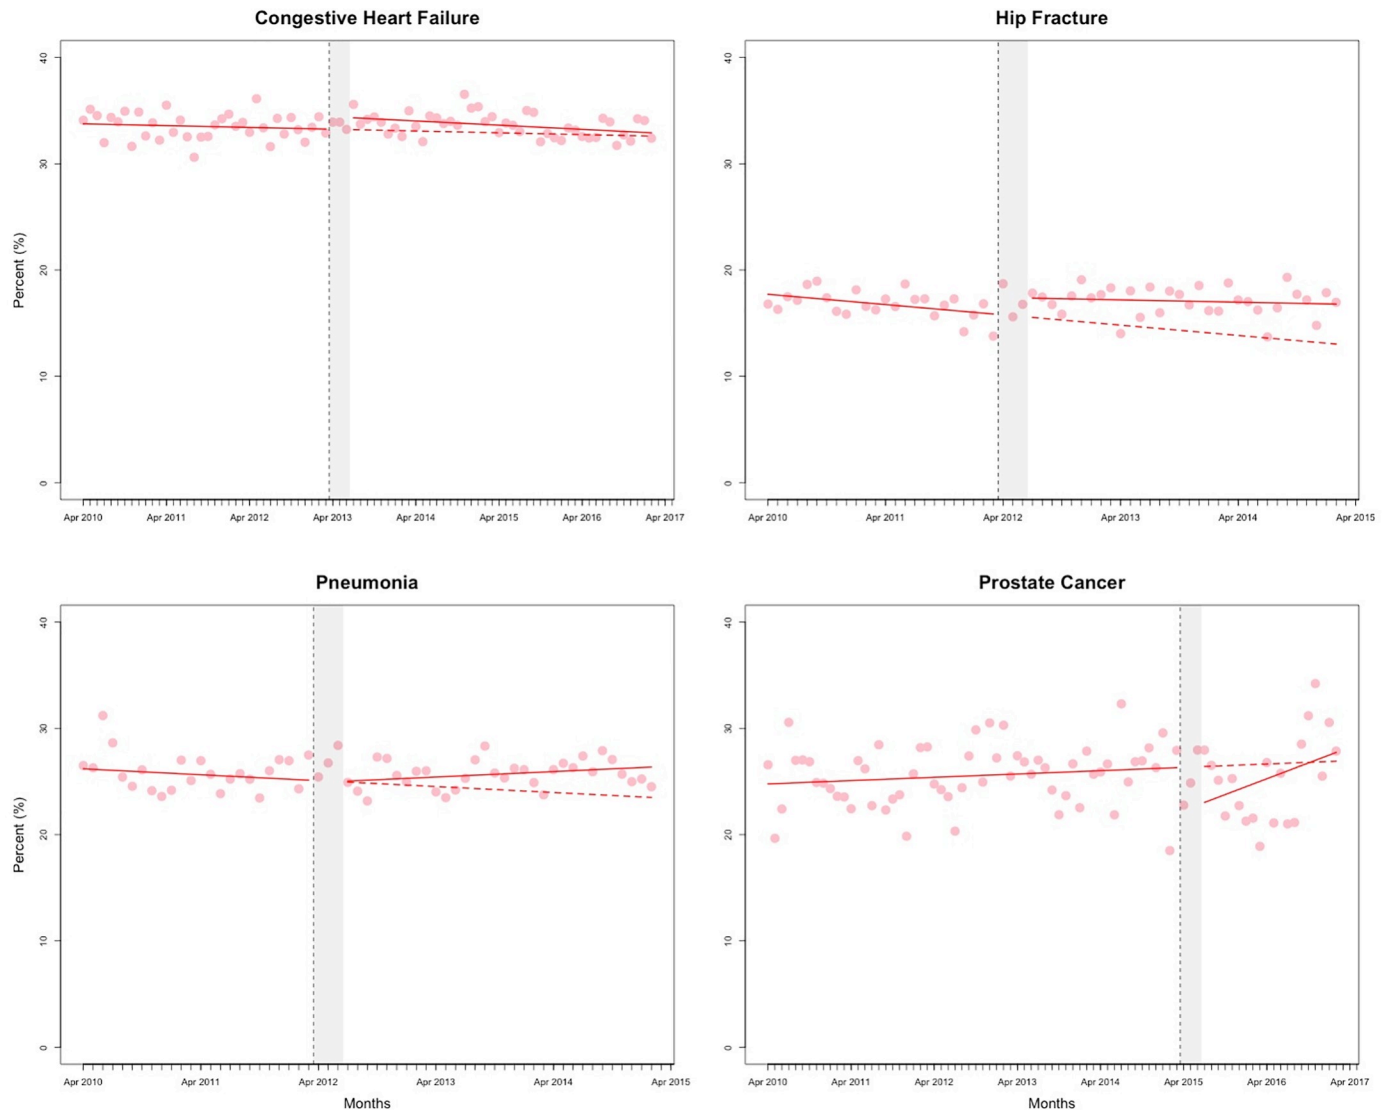 Congestive Heart Failure
Hip Fracture
40
30
20
10
0
Percent (%)
Apr 2010 Apr 2011 Apr 2012 Apr 2013 Apr 2014 Apr 2015 Apr 2016 Apr 2017
40
30
20
10
0
Apr 2010 Apr 2011 Apr 2012 Apr 2013 Apr 2014 Apr 2015
Pneumonia
Prostate Cancer
40
30
20
10
0
Percent (%)
Apr 2010 Apr 2011 Apr 2012 Apr 2013 Apr 2014 Apr 2015
Months
40
30
20
10
0
Apr 2010 Apr 2011 Apr 2012 Apr 2013 Apr 2014 Apr 2015 Apr 2016 Apr 2017
Months